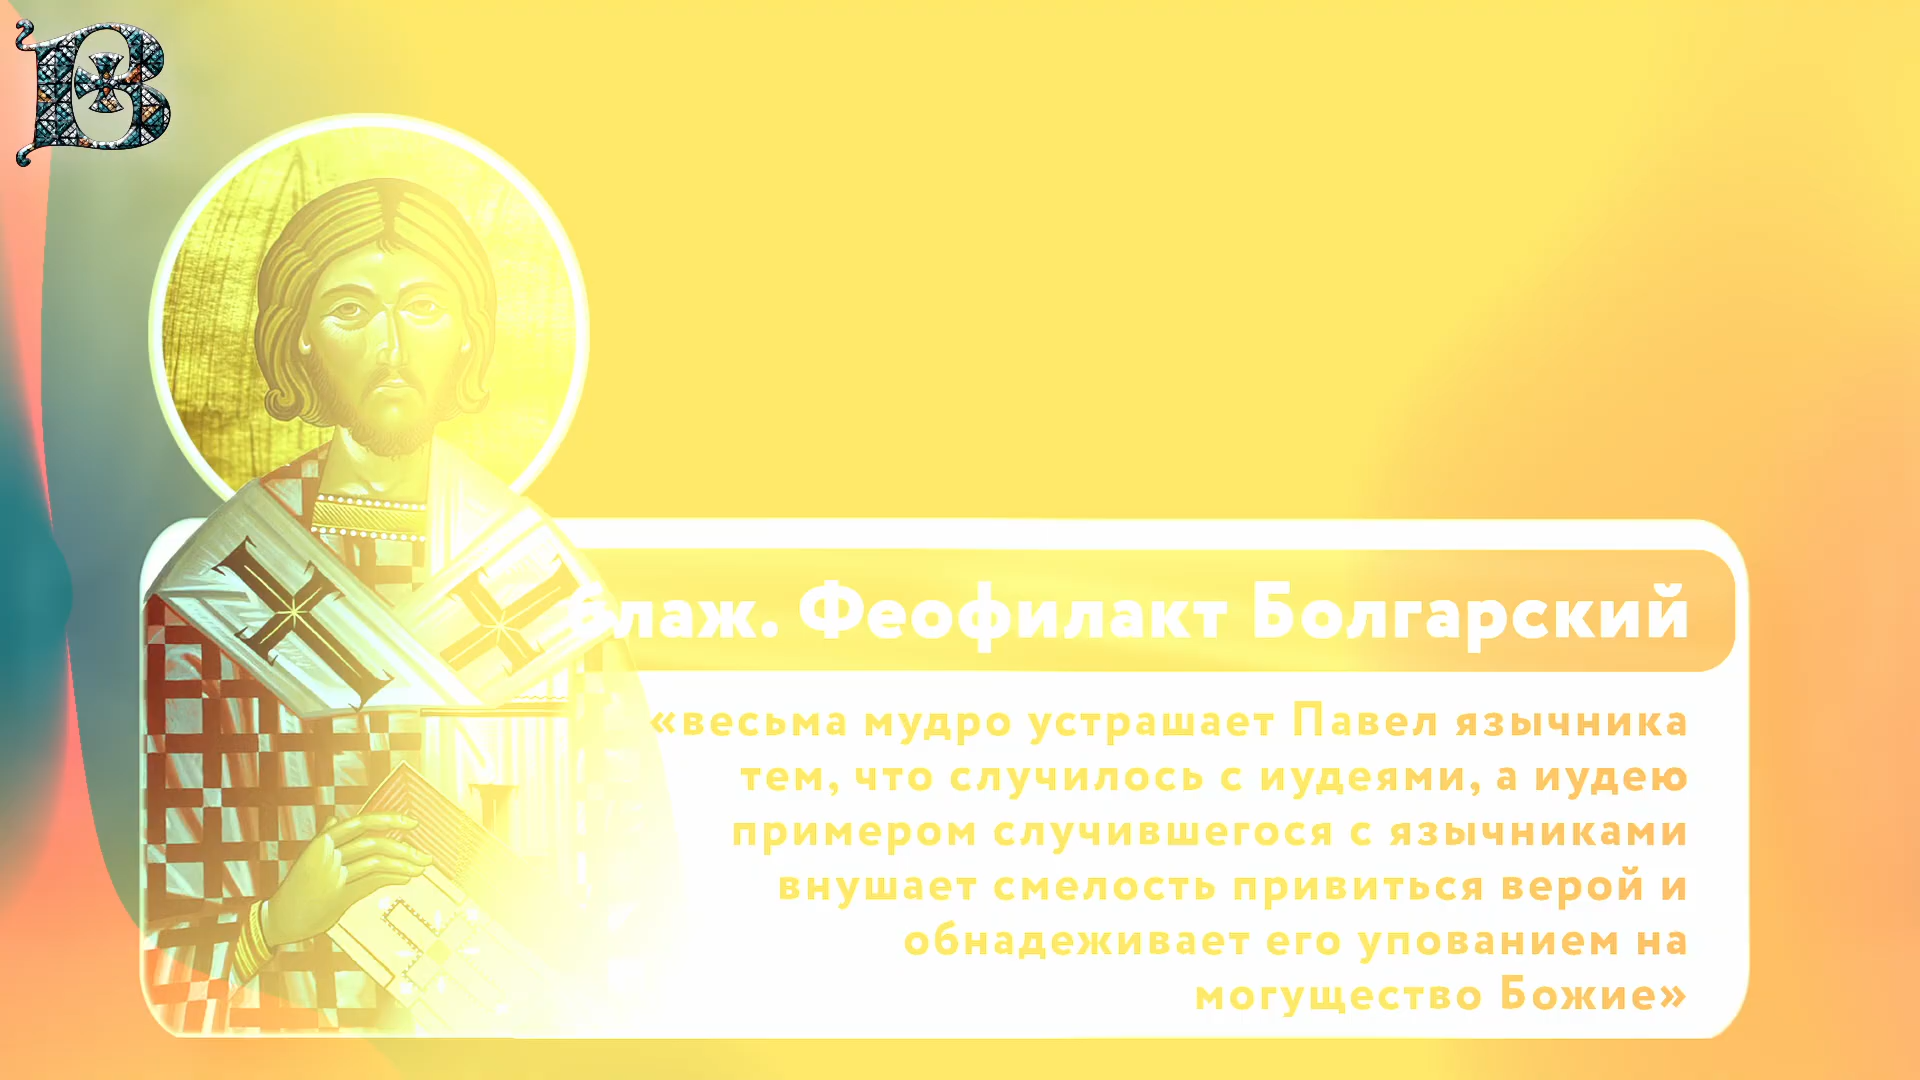 блаж. Феофилакт Болгарский
«весьма мудро устрашает Павел язычника
тем, что случилось с иудеями, а иудею
примером случившегося с язычниками
внушает смелость привиться верой и
обнадеживает его упованием на
могущество Божие»